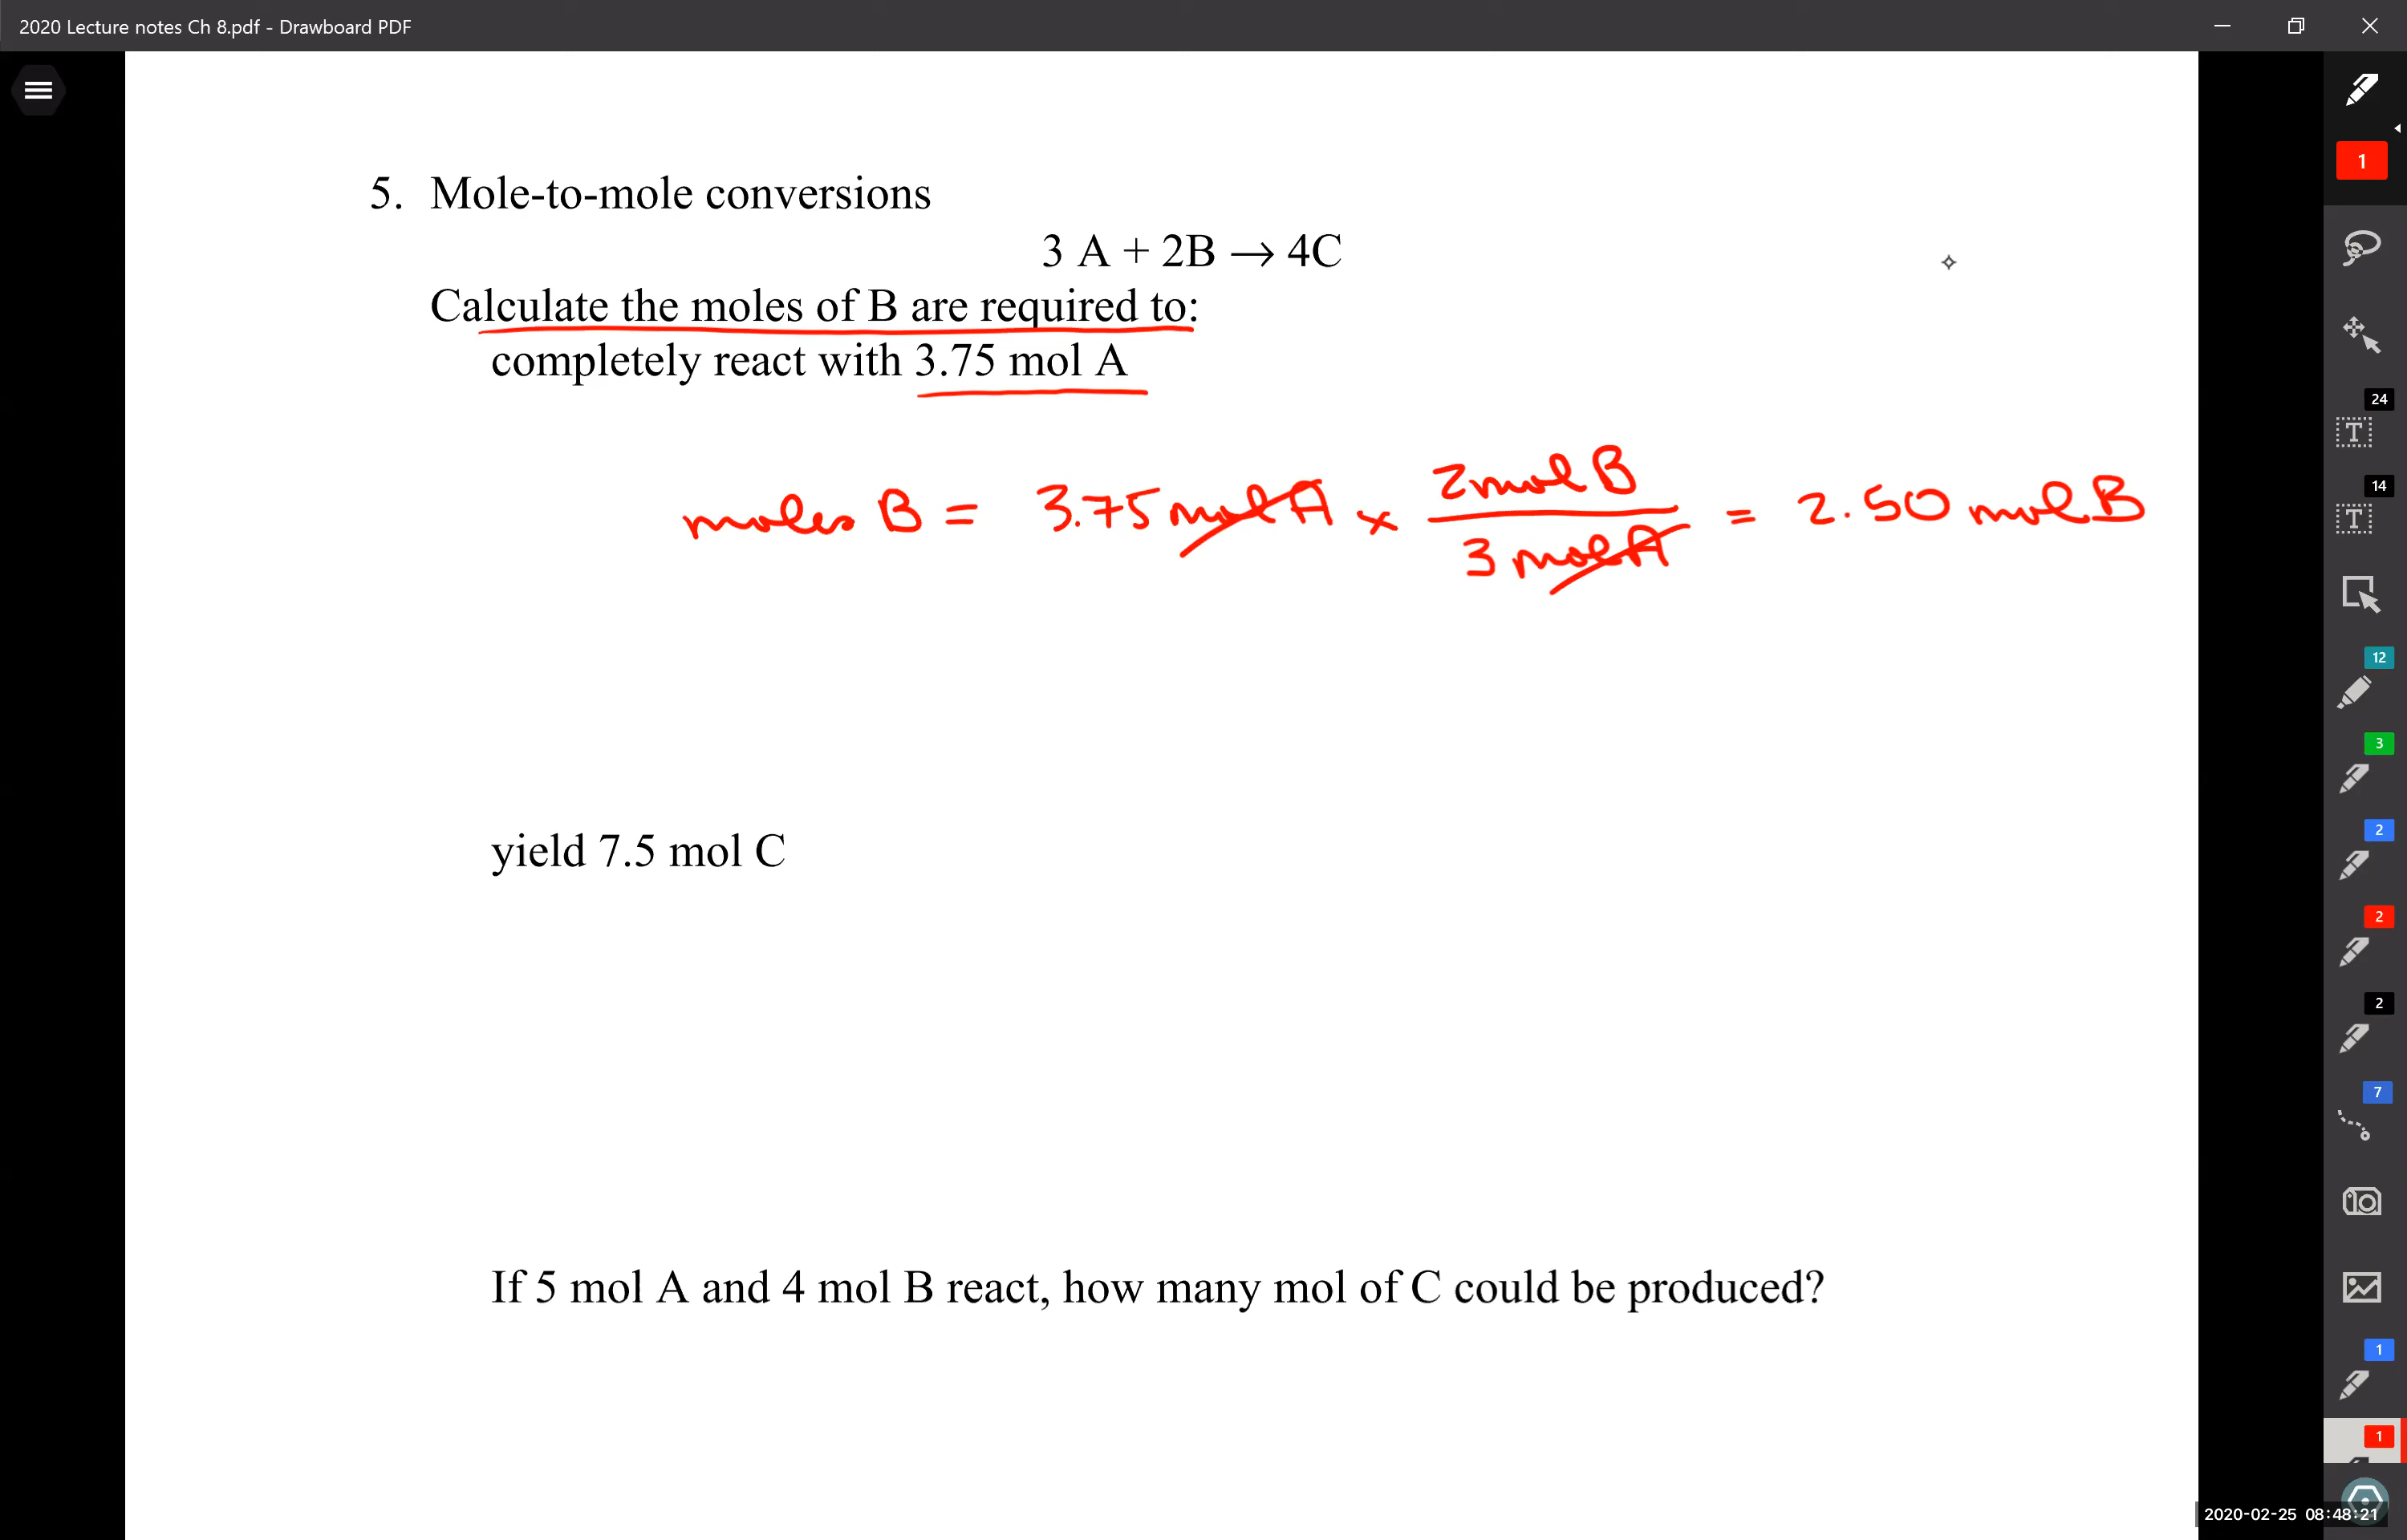 2020 Lecture notes Ch 8.pdf - Drawboard PDF
5. Mole-to-mole conversions
3 A + 2B → 4C
Calculate the moles of B are required to:
completely react with 3.75 mol A
moles B = 3.75 mol A × 2 mol B / 3 mol A = 2.50 mol B
yield 7.5 mol C
If 5 mol A and 4 mol B react, how many mol of C could be produced?
1
24
T
14
T
12
3
2
2
2
7
1
1
2020-02-25 08:48:21